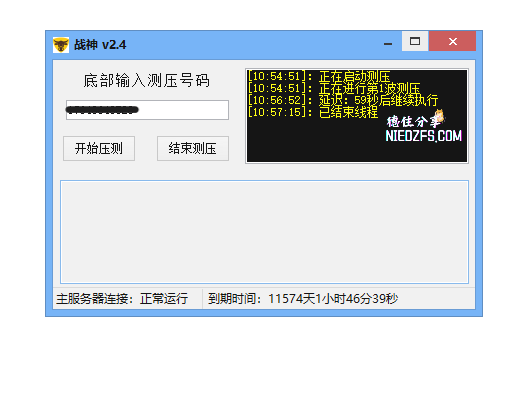 战神 v2.4
底部输入测压号码
开始压测
结束测压
[10:54:51]: 正在启动测压
[10:54:51]: 正在进行第1波测压
[10:56:52]: 延迟: 59秒后继续执行
[10:57:15]: 已结束线程
德住分享
NIEDZFS.COM
主服务器连接: 正常运行
到期时间: 11574天1小时46分39秒